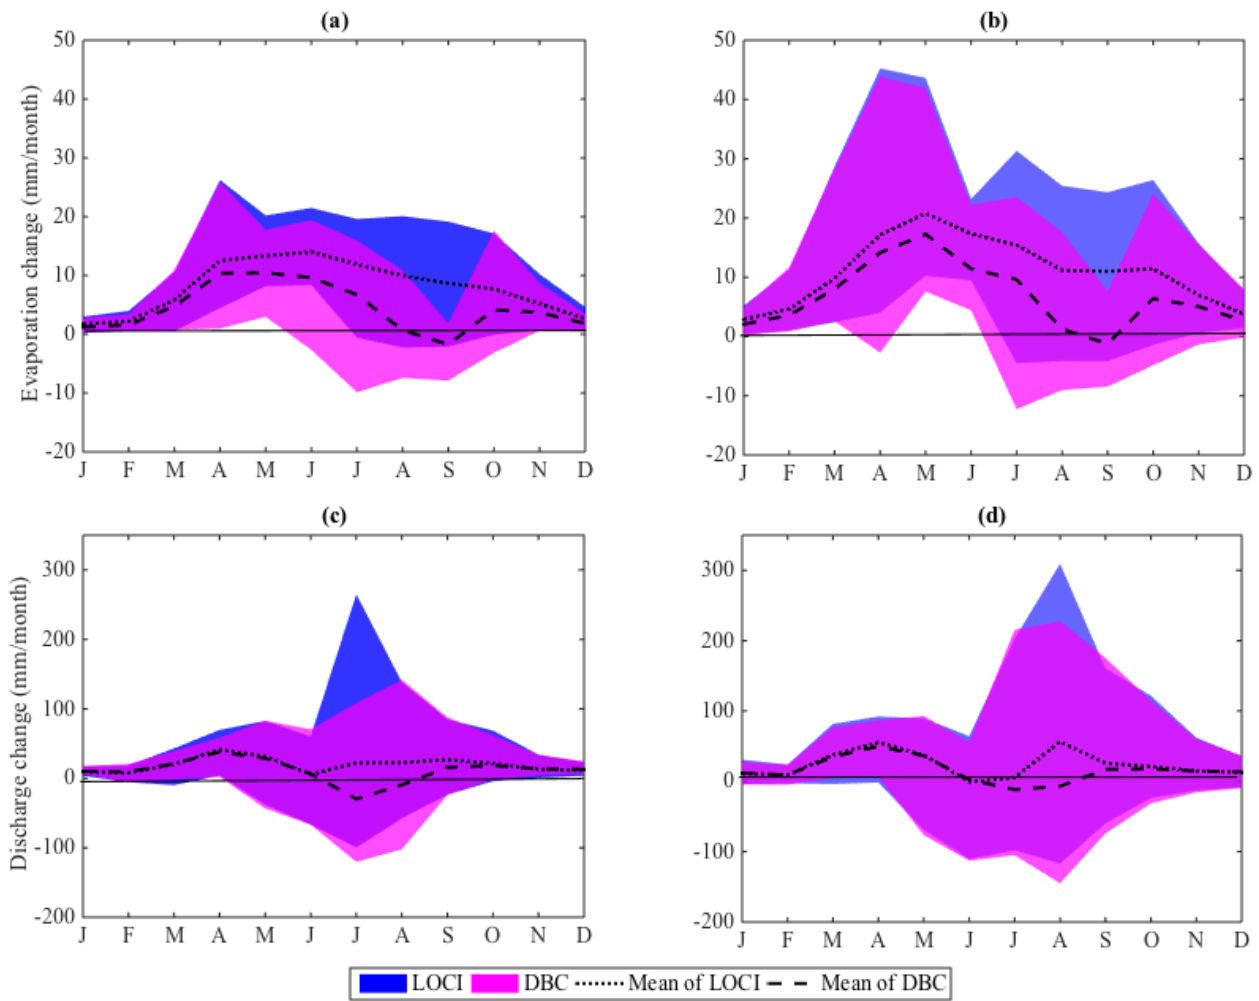 (a)
Evaporation change (mm/month)
50
40
30
20
10
0
-10
-20
J F M A M J J A S O N D
(b)
50
40
30
20
10
0
-10
-20
J F M A M J J A S O N D
(c)
Discharge change (mm/month)
300
200
100
0
-100
-200
J F M A M J J A S O N D
(d)
300
200
100
0
-100
-200
J F M A M J J A S O N D
LOCI DBC Mean of LOCI Mean of DBC